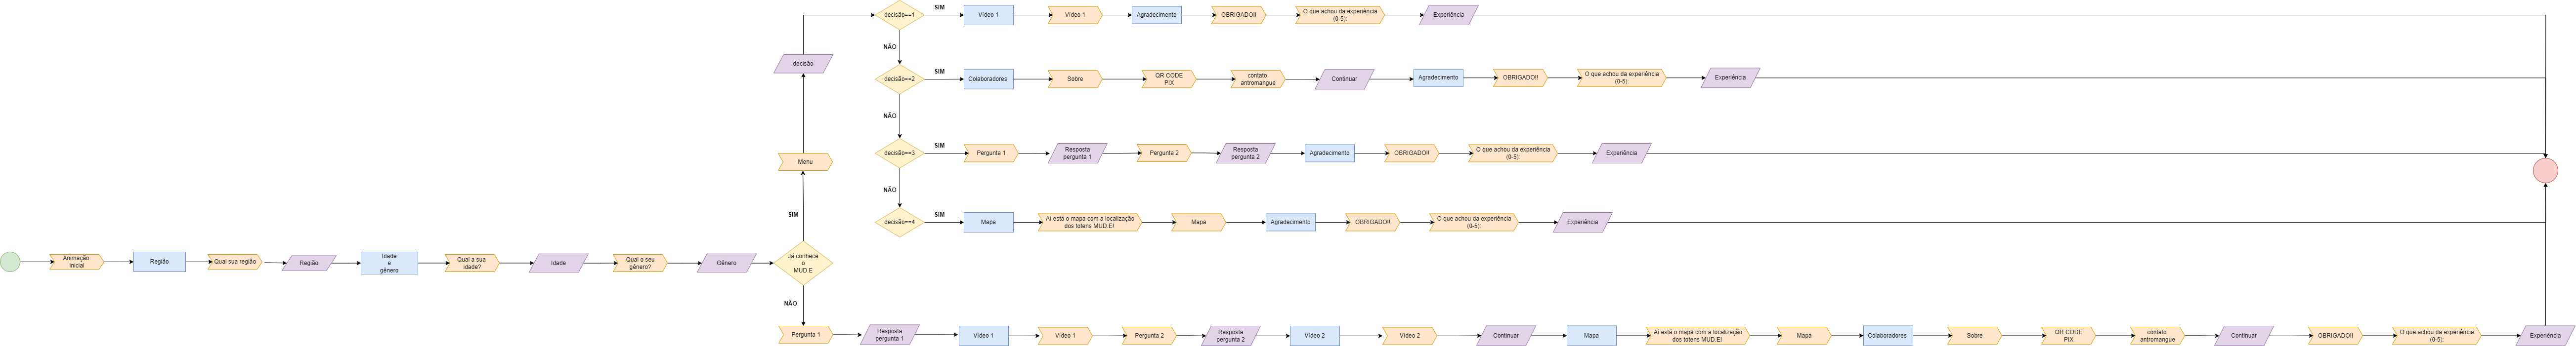 decisão==1
SIM
Vídeo 1
Vídeo 1
Agradecimento
OBRIGADO!!
O que achou da experiência
(0-5):
Experiência
NÃO
decisão
decisão==2
SIM
Colaboradores
Sobre
QR CODE
PIX
contato
antromangue
Continuar
Agradecimento
OBRIGADO!!
O que achou da experiência
(0-5):
Experiência
NÃO
Menu
decisão==3
SIM
Pergunta 1
Resposta
pergunta 1
Pergunta 2
Resposta
pergunta 2
Agradecimento
OBRIGADO!!
O que achou da experiência
(0-5):
Experiência
NÃO
SIM
decisão==4
SIM
Mapa
Aí está o mapa com a localização
dos totens MUD.E!
Mapa
Agradecimento
OBRIGADO!!
O que achou da experiência
(0-5):
Experiência
Animação
inicial
Região
Qual sua região
Região
Idade
e
gênero
Qual a sua
idade?
Idade
Qual o seu
gênero?
Gênero
Já conhece
o
MUD.E
NÃO
Pergunta 1
Resposta
pergunta 1
Vídeo 1
Vídeo 1
Pergunta 2
Resposta
pergunta 2
Vídeo 2
Vídeo 2
Continuar
Mapa
Aí está o mapa com a localização
dos totens MUD.E!
Mapa
Colaboradores
Sobre
QR CODE
PIX
contato
antromangue
Continuar
OBRIGADO!!
O que achou da experiência
(0-5):
Experiência